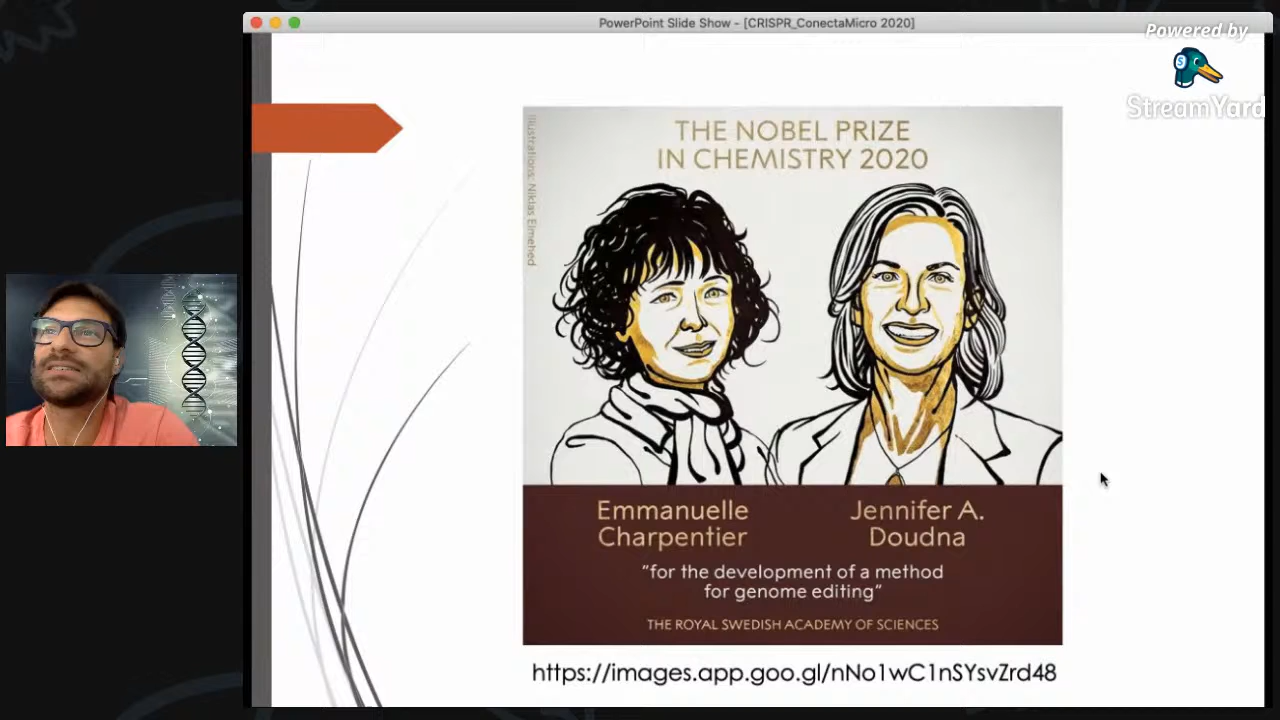 PowerPoint Slide Show - [CRISPR_ConectaMicro 2020]
Powered by
StreamYard
THE NOBEL PRIZE
IN CHEMISTRY 2020
Illustrations: Niklas Elmehed
Emmanuelle
Charpentier
Jennifer A.
Doudna
"for the development of a method
for genome editing"
THE ROYAL SWEDISH ACADEMY OF SCIENCES
https://images.app.goo.gl/nNo1wC1nSYsvZrd48